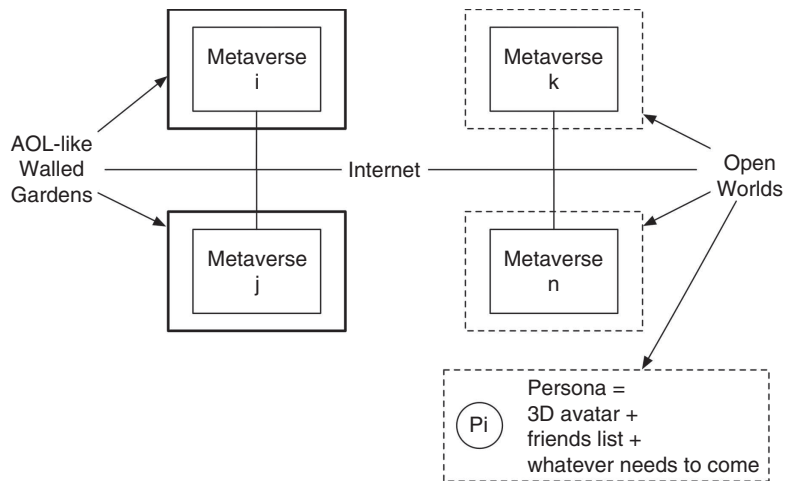 Metaverse
i
Metaverse
k
AOL-like
Walled
Gardens
Internet
Open
Worlds
Metaverse
j
Metaverse
n
Pi
Persona =
3D avatar +
friends list +
whatever needs to come